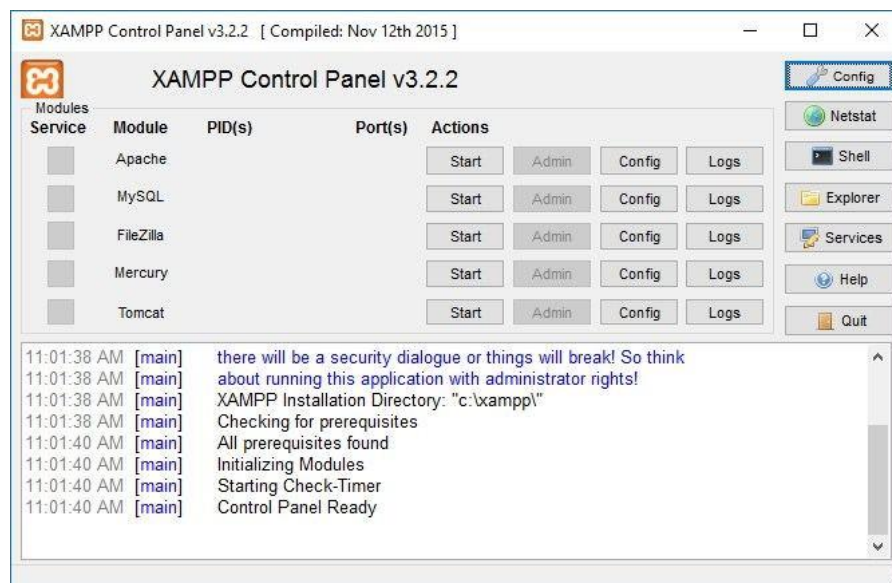 XAMPP Control Panel v3.2.2 [ Compiled: Nov 12th 2015 ]
XAMPP Control Panel v3.2.2
Config
Modules
Service Module PID(s) Port(s) Actions
Netstat
Apache Start Admin Config Logs
Shell
MySQL Start Admin Config Logs
Explorer
FileZilla Start Admin Config Logs
Services
Mercury Start Admin Config Logs
Help
Tomcat Start Admin Config Logs
Quit
11:01:38 AM [main] there will be a security dialogue or things will break! So think
11:01:38 AM [main] about running this application with administrator rights!
11:01:38 AM [main] XAMPP Installation Directory: "c:\xampp\"
11:01:38 AM [main] Checking for prerequisites
11:01:40 AM [main] All prerequisites found
11:01:40 AM [main] Initializing Modules
11:01:40 AM [main] Starting Check-Timer
11:01:40 AM [main] Control Panel Ready